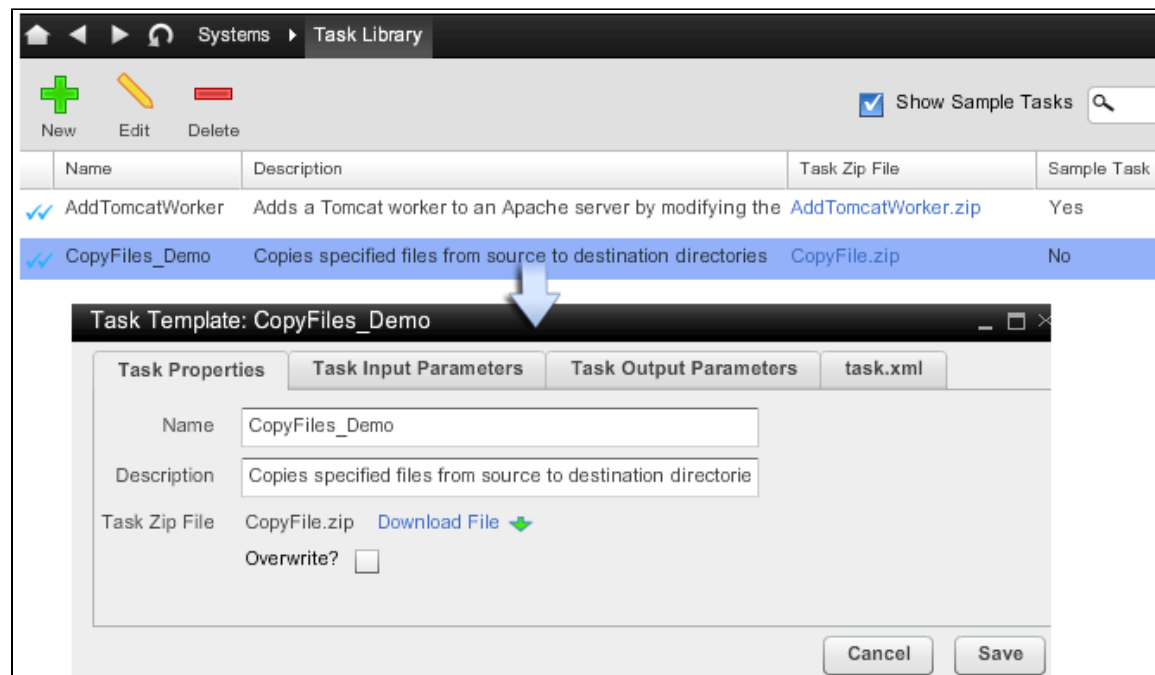 Systems Task Library
New Edit Delete Show Sample Tasks
Name Description Task Zip File Sample Task
AddTomcatWorker Adds a Tomcat worker to an Apache server by modifying the AddTomcatWorker.zip Yes
CopyFiles_Demo Copies specified files from source to destination directories CopyFile.zip No
Task Template: CopyFiles_Demo
Task Properties Task Input Parameters Task Output Parameters task.xml
Name CopyFiles_Demo
Description Copies specified files from source to destination directorie
Task Zip File CopyFile.zip Download File
Overwrite?
Cancel Save